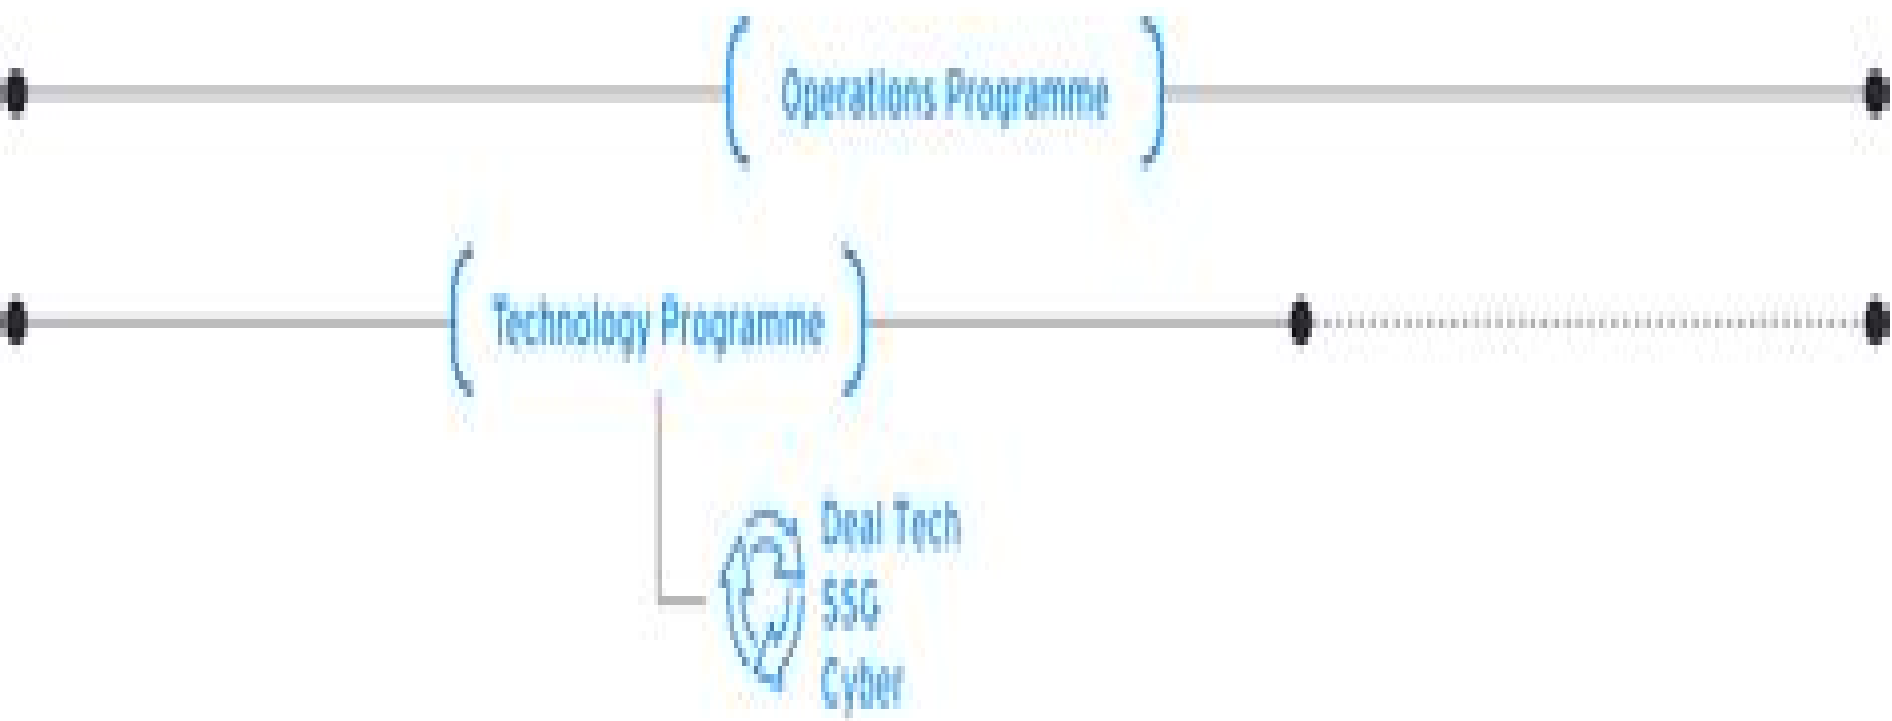 Operations Programme
Technology Programme
Deal Tech
SSG
Cyber